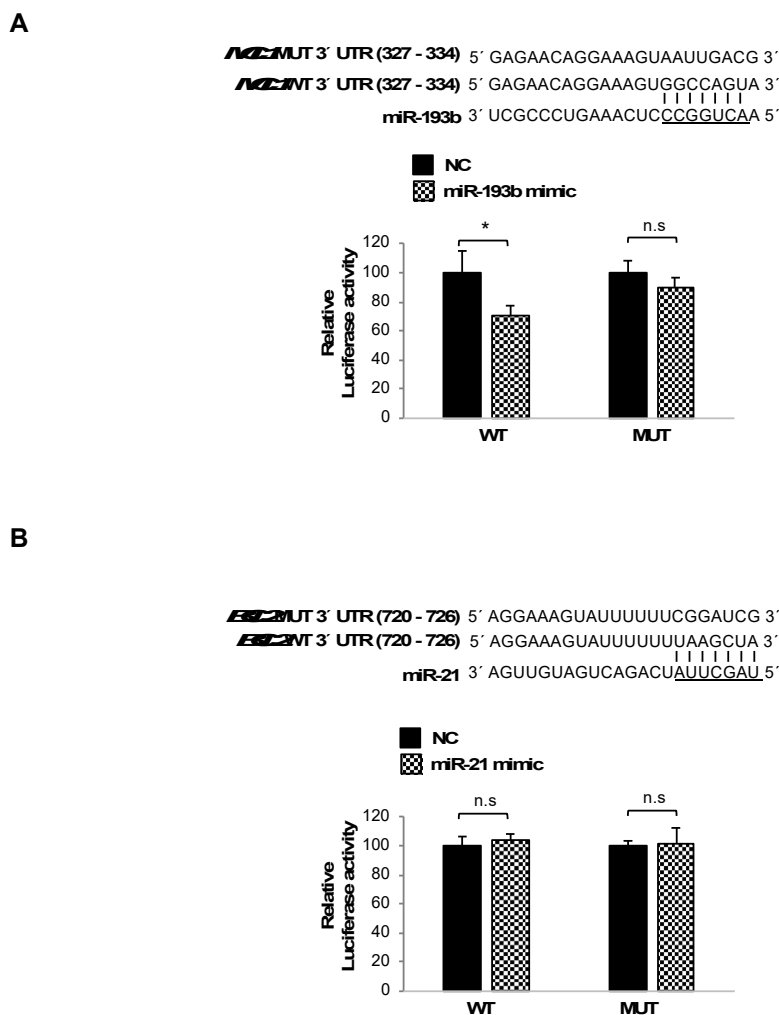 A
MUT 3´ UTR (327 - 334) 5´ GAGAACAGGAAAGUAAUUGACG 3´
WT 3´ UTR (327 - 334) 5´ GAGAACAGGAAAGUGGCCAGUA 3´
miR-193b 3´ UCGCCCUGAAACUCCCGGUCAA 5´
NC
miR-193b mimic
*
n.s
Relative
Luciferase activity
120
100
80
60
40
20
0
WT
MUT
B
MUT 3´ UTR (720 - 726) 5´ AGGAAAGUAUUUUUUCGGAUCG 3´
WT 3´ UTR (720 - 726) 5´ AGGAAAGUAUUUUUUUAAGCUA 3´
miR-21 3´ AGUUGUAGUCAGACUAUUCGAU 5´
NC
miR-21 mimic
n.s
n.s
Relative
Luciferase activity
120
100
80
60
40
20
0
WT
MUT